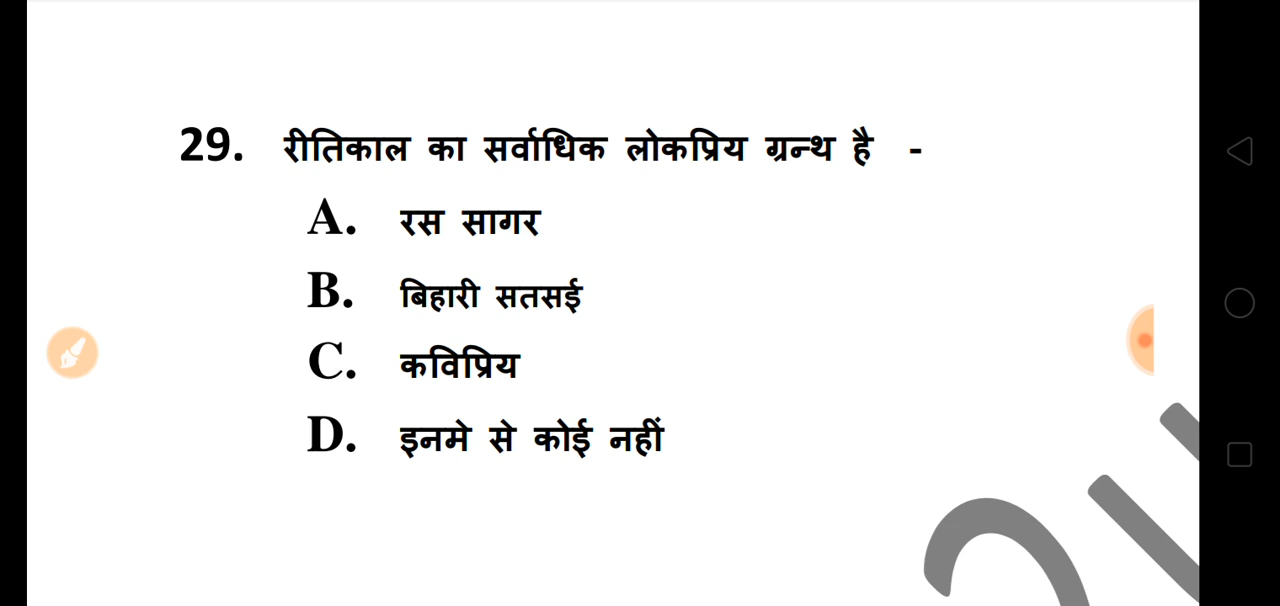 29. रीतिकाल का सर्वाधिक लोकप्रिय ग्रन्थ है -
A. रस सागर
B. बिहारी सतसई
C. कविप्रिय
D. इनमे से कोई नहीं